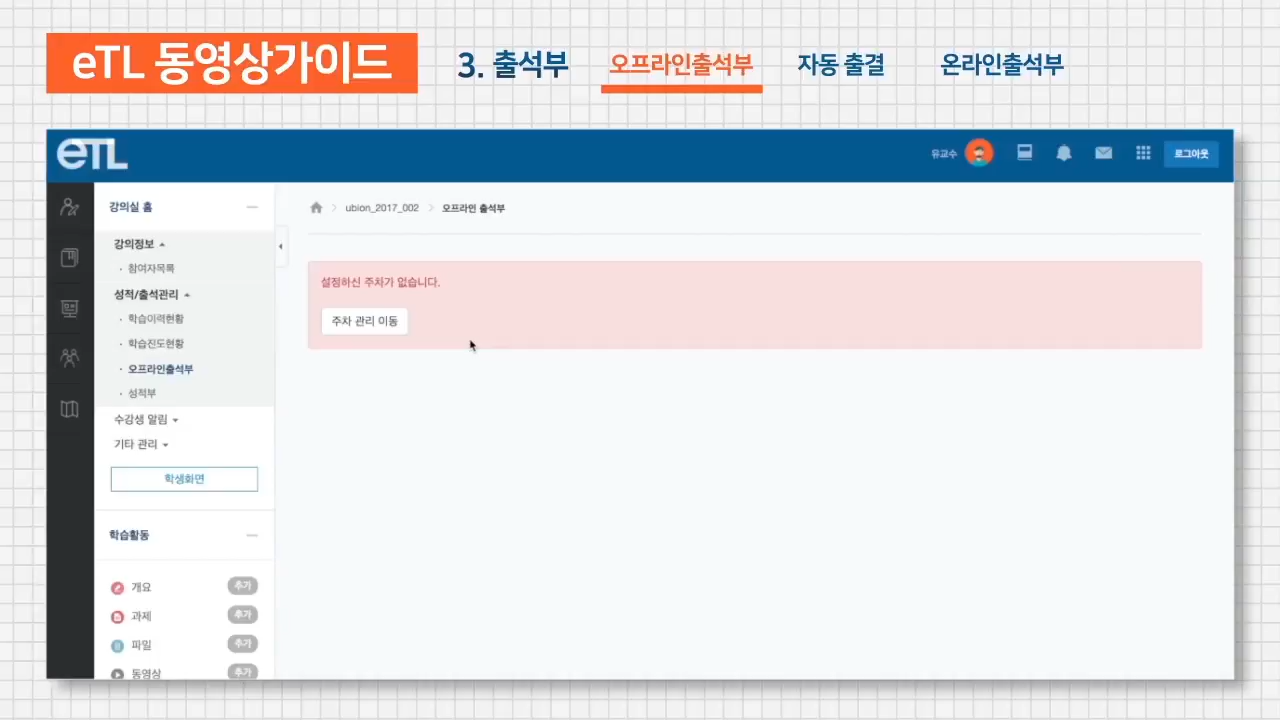 eTL 동영상가이드
3. 출석부
오프라인출석부
자동 출결
온라인출석부
eTL
유교수
로그아웃
강의실 홈
강의정보
· 참여자목록
성적/출석관리
· 학습이력현황
· 학습진도현황
· 오프라인출석부
· 성적부
수강생 알림
기타 관리
학생화면
학습활동
개요 추가
과제 추가
파일 추가
동영상 추가
ubion_2017_002 > 오프라인 출석부
설정하신 주차가 없습니다.
주차 관리 이동